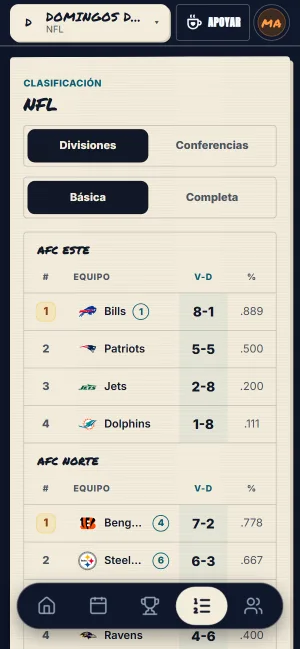 D DOMINGOS D...
NFL
APOYAR
MA
CLASIFICACIÓN
NFL
Divisiones Conferencias
Básica Completa
AFC ESTE
# EQUIPO V-D %
1 Bills 1 8-1 .889
2 Patriots 5-5 .500
3 JETS Jets 2-8 .200
4 Dolphins 1-8 .111
AFC NORTE
# EQUIPO V-D %
1 Beng... 4 7-2 .778
2 Steel... 6 6-3 .667
4 Ravens 4-6 .400